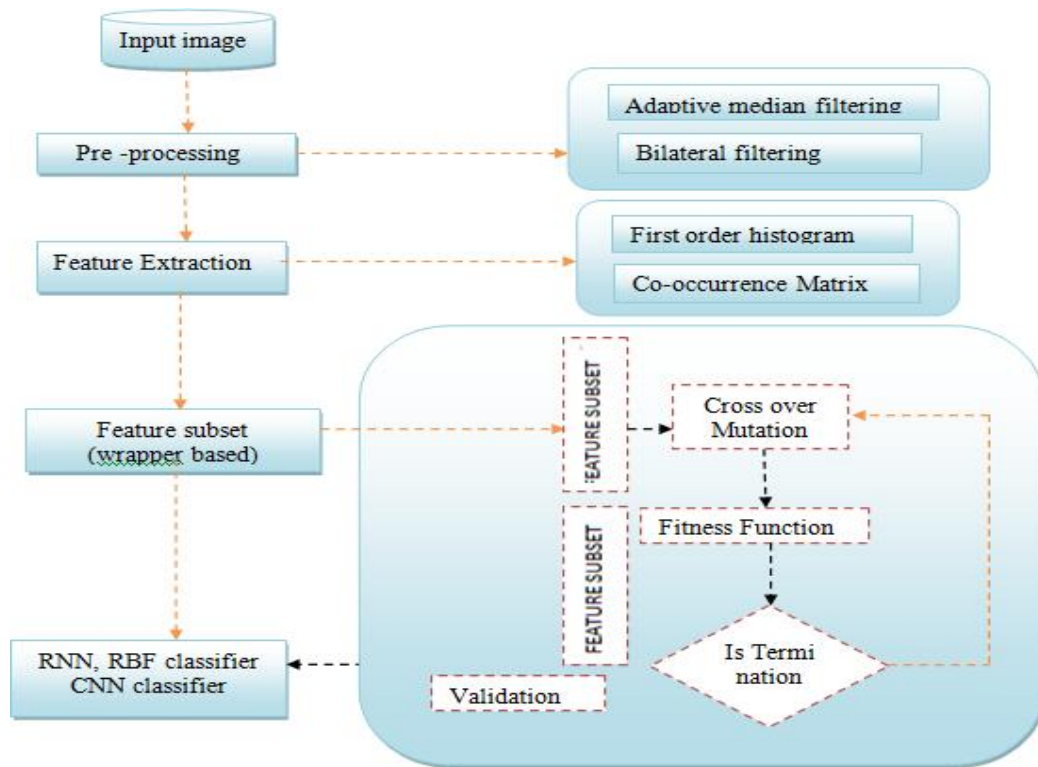 Input image
Pre -processing
Adaptive median filtering
Bilateral filtering
Feature Extraction
First order histogram
Co-occurrence Matrix
Feature subset
(wrapper based)
FEATURE SUBSET
Cross over
Mutation
Fitness Function
FEATURE SUBSET
Is Termi
nation
RNN, RBF classifier
CNN classifier
Validation